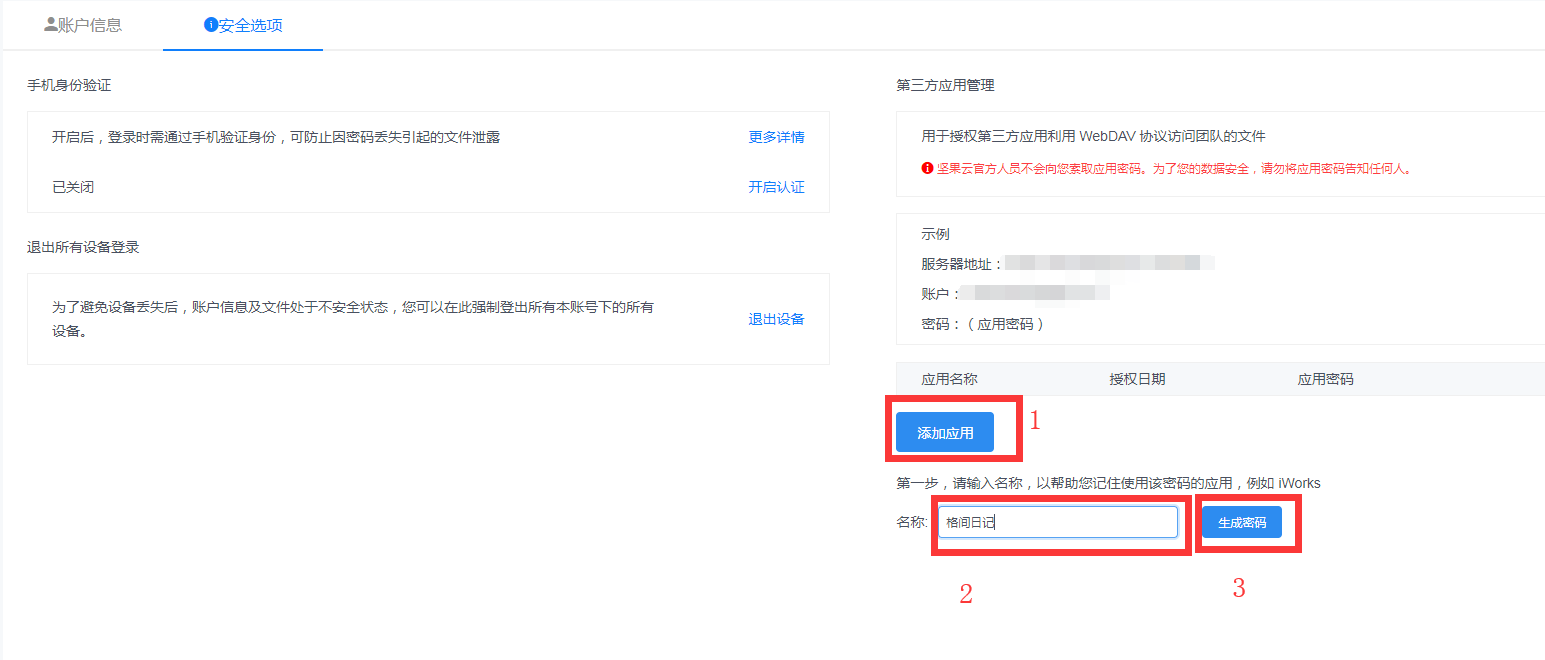 账户信息
安全选项
手机身份验证
开启后，登录时需通过手机验证身份，可防止因密码丢失引起的文件泄露
更多详情
已关闭
开启认证
退出所有设备登录
为了避免设备丢失后，账户信息及文件处于不安全状态，您可以在此强制登出所有本账号下的所有
设备。
退出设备
第三方应用管理
用于授权第三方应用利用 WebDAV 协议访问团队的文件
坚果云官方人员不会向您索取应用密码。为了您的数据安全，请勿将应用密码告知任何人。
示例
服务器地址：
账户：
密码：（应用密码）
应用名称 授权日期 应用密码
添加应用
1
第一步，请输入名称，以帮助您记住使用该密码的应用，例如 iWorks
名称: 格间日记 生成密码
2
3